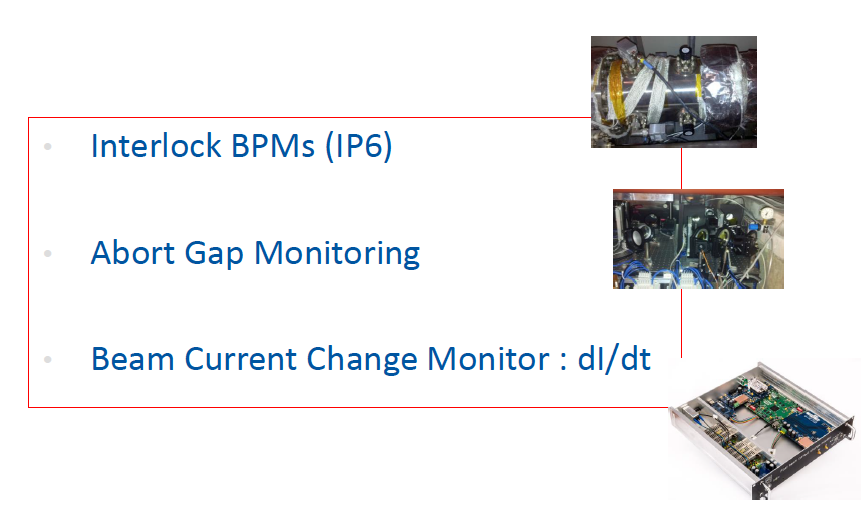 Interlock BPMs (IP6)
Abort Gap Monitoring
Beam Current Change Monitor : dI/dt